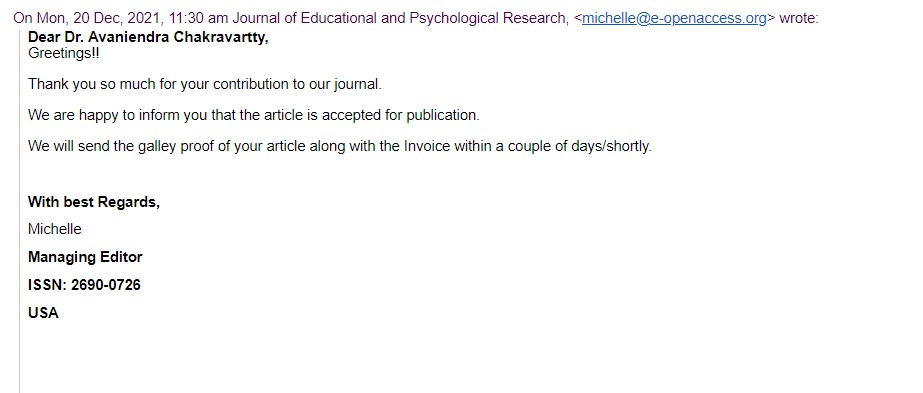 On Mon, 20 Dec, 2021, 11:30 am Journal of Educational and Psychological Research, <michelle@e-openaccess.org> wrote:
Dear Dr. Avaniendra Chakravartty,
Greetings!!
Thank you so much for your contribution to our journal.
We are happy to inform you that the article is accepted for publication.
We will send the galley proof of your article along with the Invoice within a couple of days/shortly.
With best Regards,
Michelle
Managing Editor
ISSN: 2690-0726
USA